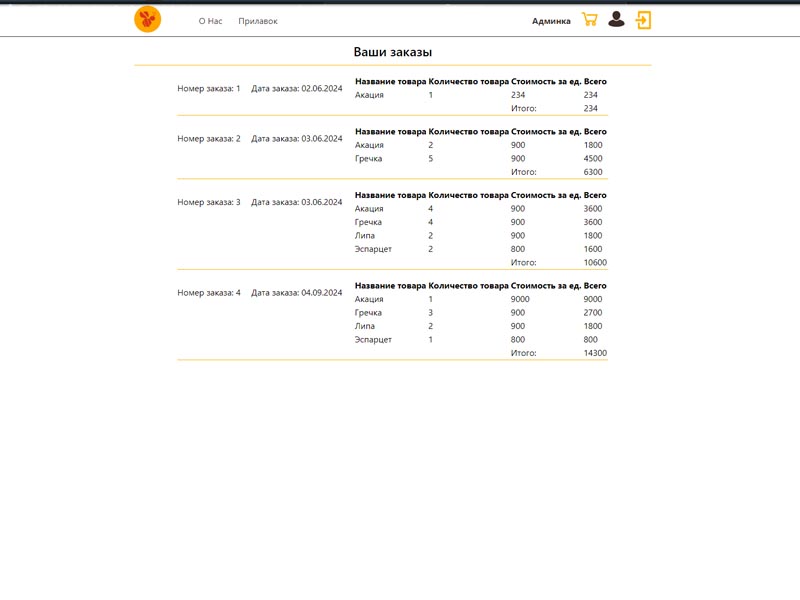 О Нас Прилавок Админка
Ваши заказы
Номер заказа: 1 Дата заказа: 02.06.2024
Название товара Количество товара Стоимость за ед. Всего
Акация 1 234 234
Итого: 234
Номер заказа: 2 Дата заказа: 03.06.2024
Название товара Количество товара Стоимость за ед. Всего
Акация 2 900 1800
Гречка 5 900 4500
Итого: 6300
Номер заказа: 3 Дата заказа: 03.06.2024
Название товара Количество товара Стоимость за ед. Всего
Акация 4 900 3600
Гречка 4 900 3600
Липа 2 900 1800
Эспарцет 2 800 1600
Итого: 10600
Номер заказа: 4 Дата заказа: 04.09.2024
Название товара Количество товара Стоимость за ед. Всего
Акация 1 9000 9000
Гречка 3 900 2700
Липа 2 900 1800
Эспарцет 1 800 800
Итого: 14300